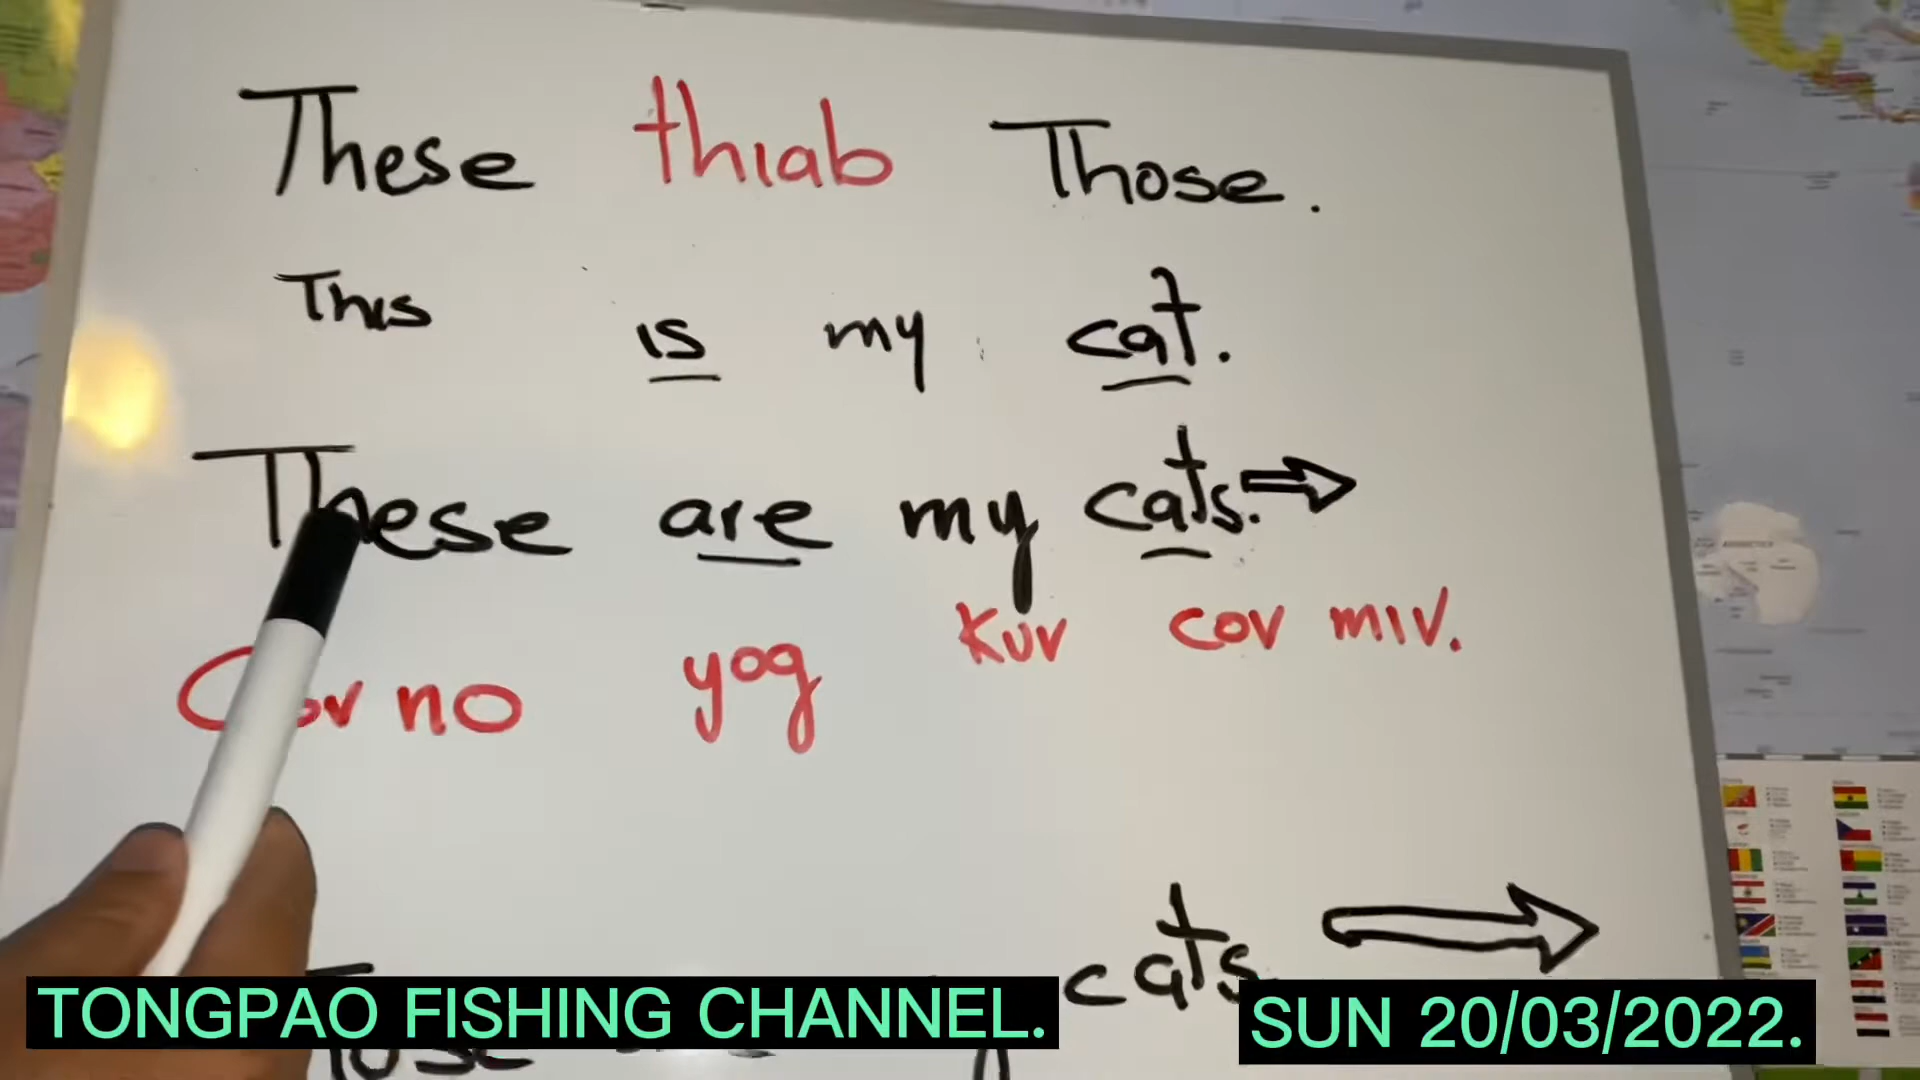 These thiab Those.
This is my cat.
These are my cats.
Cov no yog kuv cov miv.
cats
TONGPAO FISHING CHANNEL.
SUN 20/03/2022.